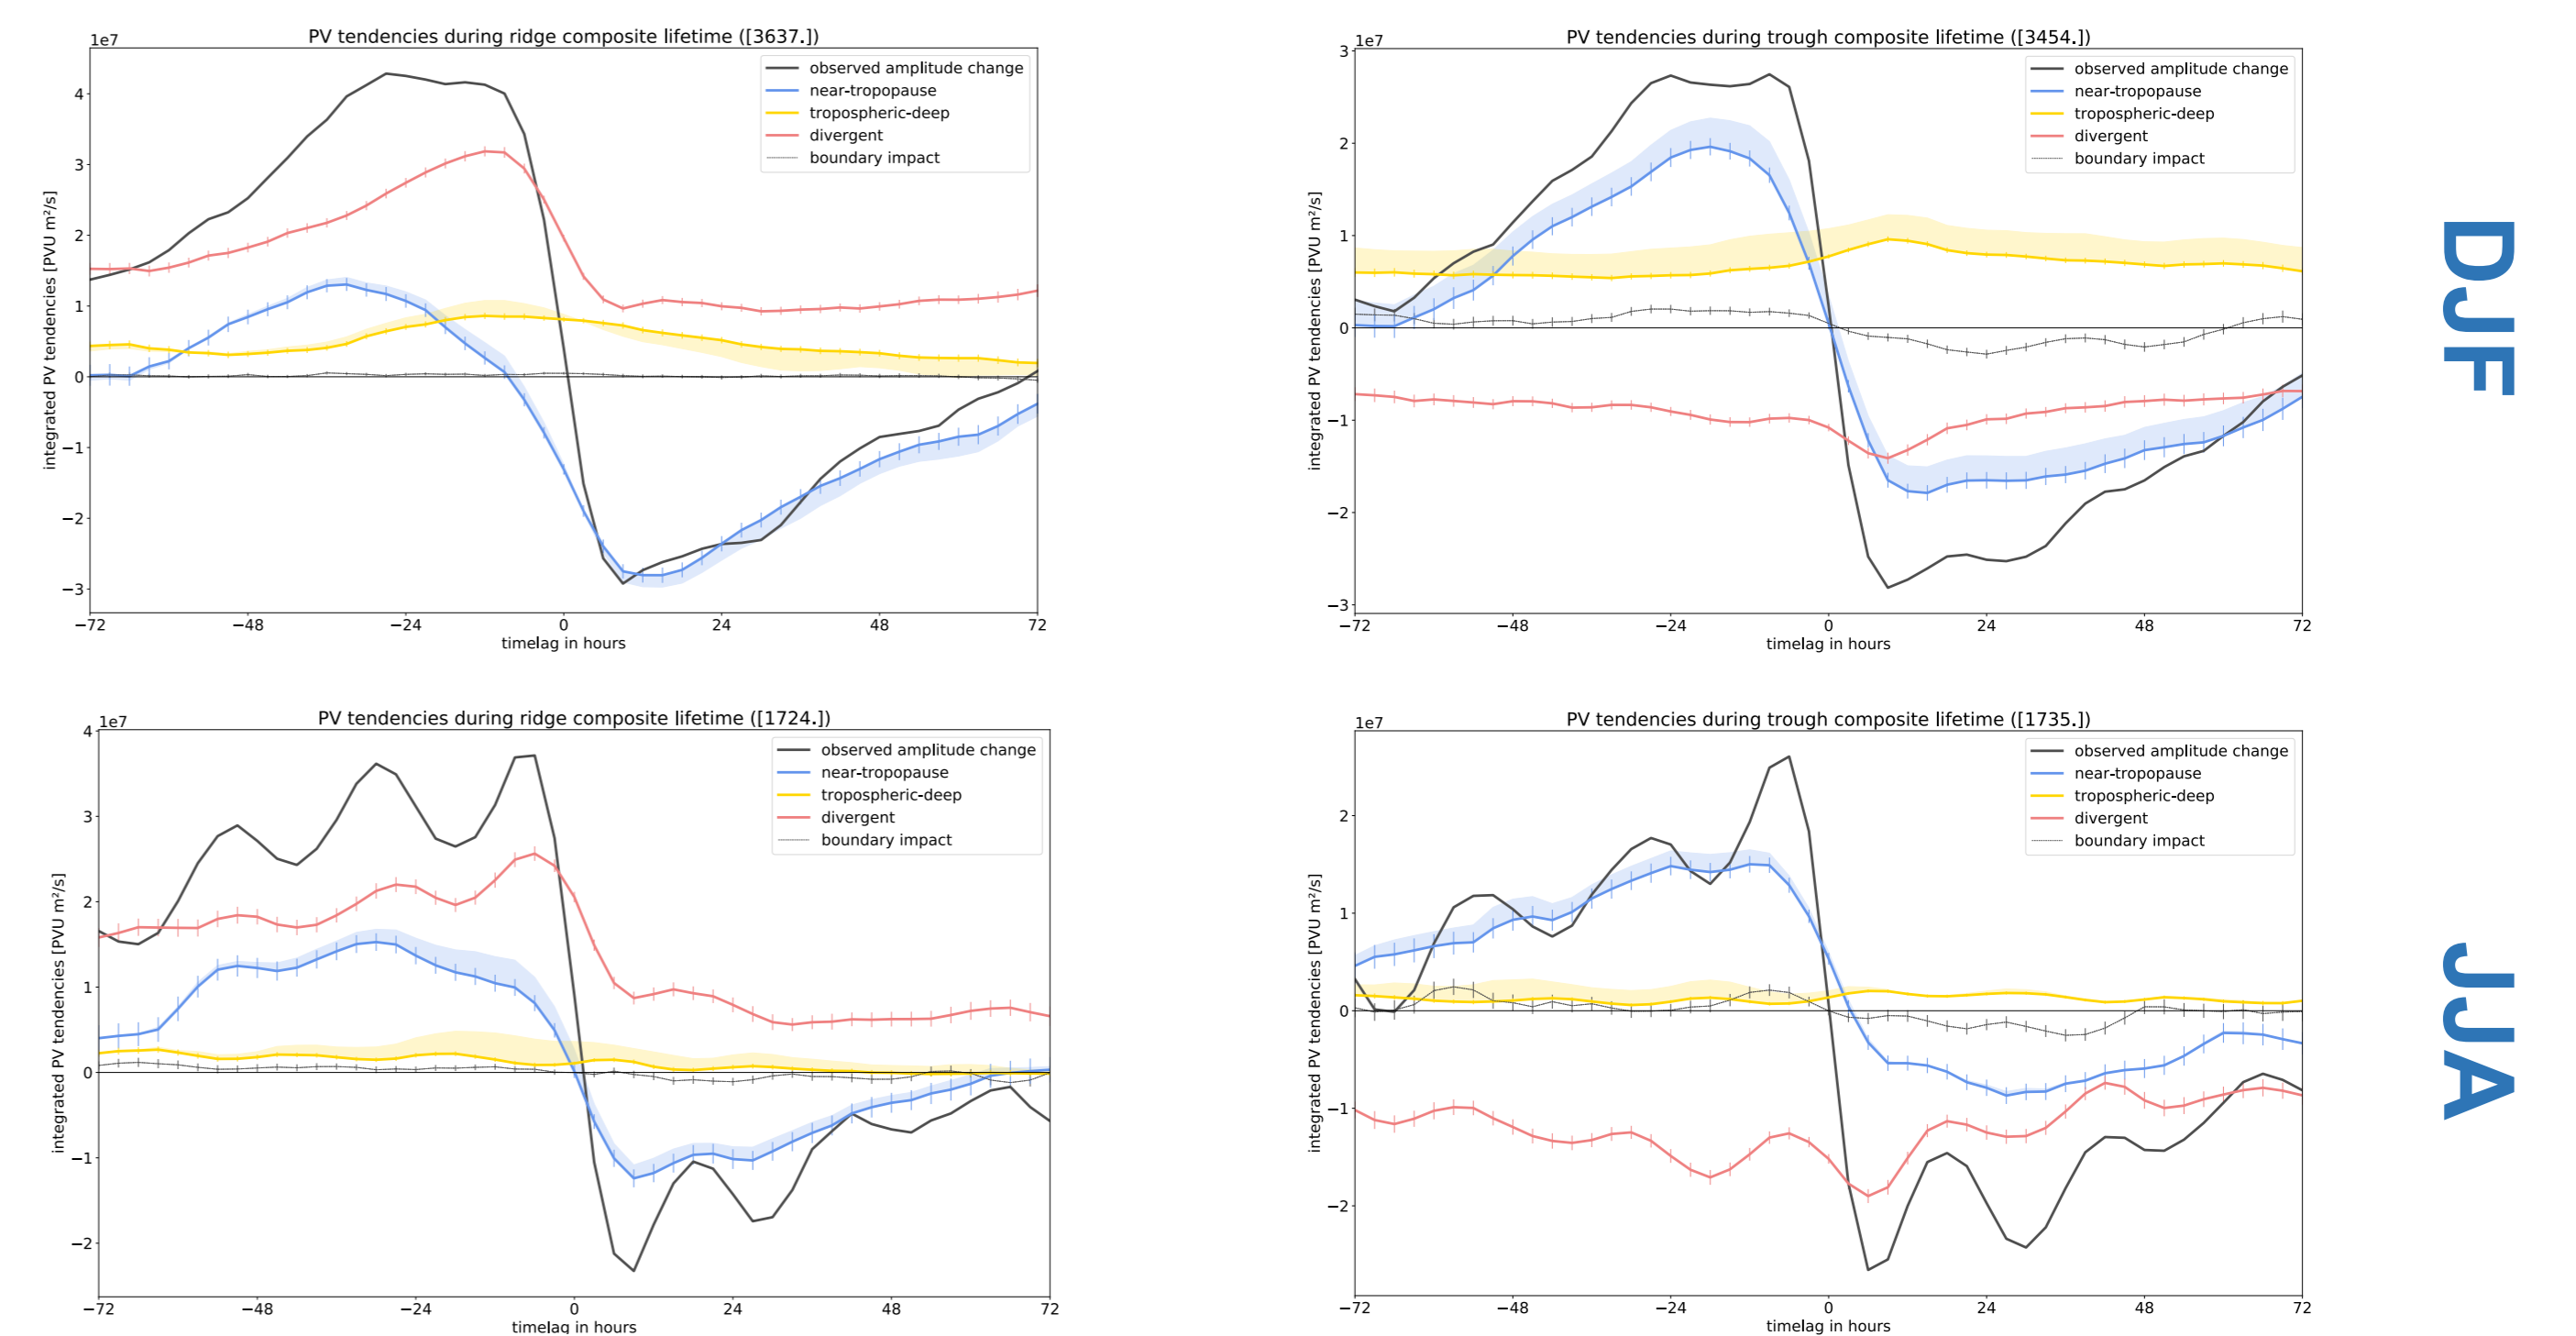 PV tendencies during ridge composite lifetime ([3637.])
1e7
observed amplitude change
near-tropopause
tropospheric-deep
divergent
boundary impact
integrated PV tendencies [PVU m²/s]
4
3
2
1
0
−1
−2
−3
−72 −48 −24 0 24 48 72
timelag in hours
PV tendencies during trough composite lifetime ([3454.])
1e7
observed amplitude change
near-tropopause
tropospheric-deep
divergent
boundary impact
integrated PV tendencies [PVU m²/s]
3
2
1
0
−1
−2
−3
−72 −48 −24 0 24 48 72
timelag in hours
DJF
PV tendencies during ridge composite lifetime ([1724.])
1e7
observed amplitude change
near-tropopause
tropospheric-deep
divergent
boundary impact
integrated PV tendencies [PVU m²/s]
4
3
2
1
0
−1
−2
−72 −48 −24 0 24 48 72
timelag in hours
PV tendencies during trough composite lifetime ([1735.])
1e7
observed amplitude change
near-tropopause
tropospheric-deep
divergent
boundary impact
integrated PV tendencies [PVU m²/s]
2
1
0
−1
−2
−72 −48 −24 0 24 48 72
timelag in hours
JJA